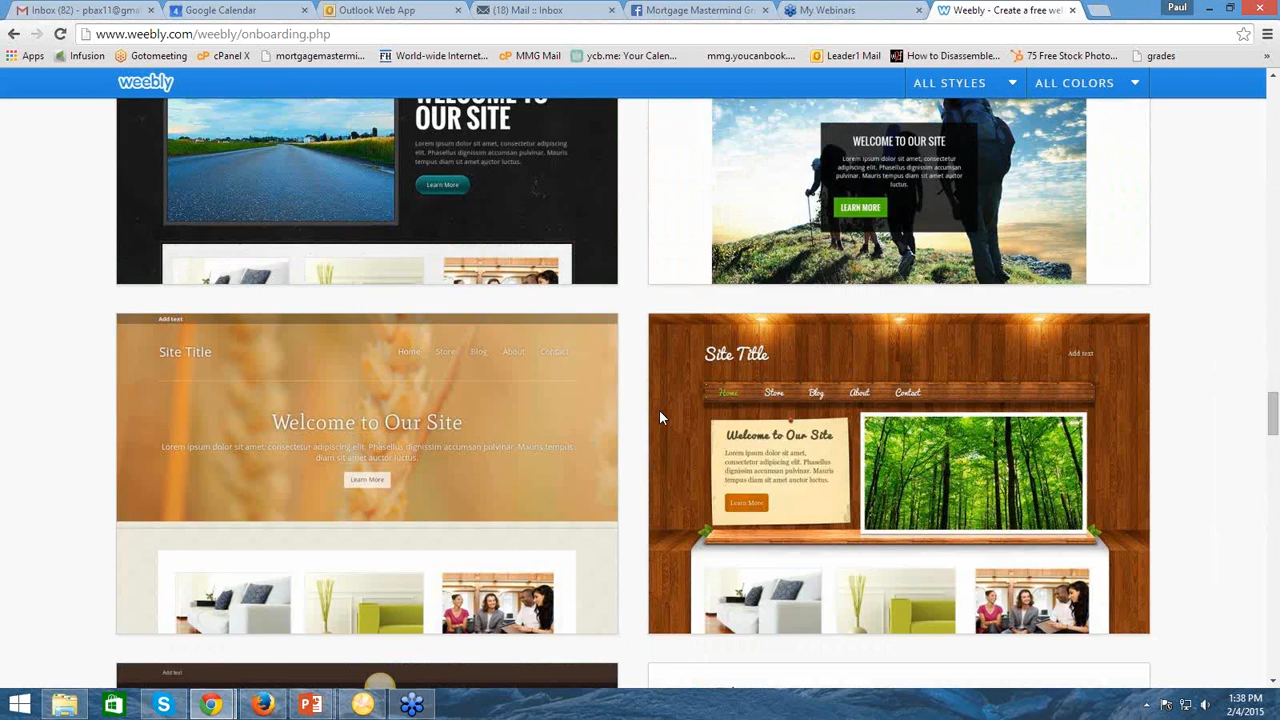 Inbox (82) - pbax11@gma
Google Calendar
Outlook Web App
(18) Mail :: Inbox
Mortgage Mastermind Gr
My Webinars
Weebly - Create a free we
Paul
www.weebly.com/weebly/onboarding.php
Apps
Infusion
Gotomeeting
cPanel X
mortgagemastermi...
World-wide Internet...
MMG Mail
ycb.me: Your Calen...
mmg.youcanbook....
Leader1 Mail
How to Disassemble...
75 Free Stock Photo...
grades
»
weebly
ALL STYLES
ALL COLORS
OUR SITE
Lorem ipsum dolor sit amet, consectetur adipiscing
elit. Phasellus dignissim accumsan pulvinar. Mauris
tempus diam sit amet auctor luctus.
Learn More
WELCOME TO OUR SITE
Lorem ipsum dolor sit amet,
consectetur adipiscing elit.
Phasellus dignissim accumsan
pulvinar. Mauris tempus diam sit amet auctor
luctus.
LEARN MORE
Add text
Site Title
Home
Store
Blog
About
Contact
Welcome to Our Site
Lorem ipsum dolor sit amet, consectetur adipiscing elit. Phasellus dignissim accumsan pulvinar. Mauris tempus
diam sit amet auctor luctus.
Learn More
Site Title
Add text
Home
Store
Blog
About
Contact
Welcome to Our Site
Lorem ipsum dolor sit amet,
consectetur adipiscing elit. Phasellus
dignissim accumsan pulvinar. Mauris
tempus diam sit amet auctor luctus.
Learn More
Add text
1:38 PM
2/4/2015